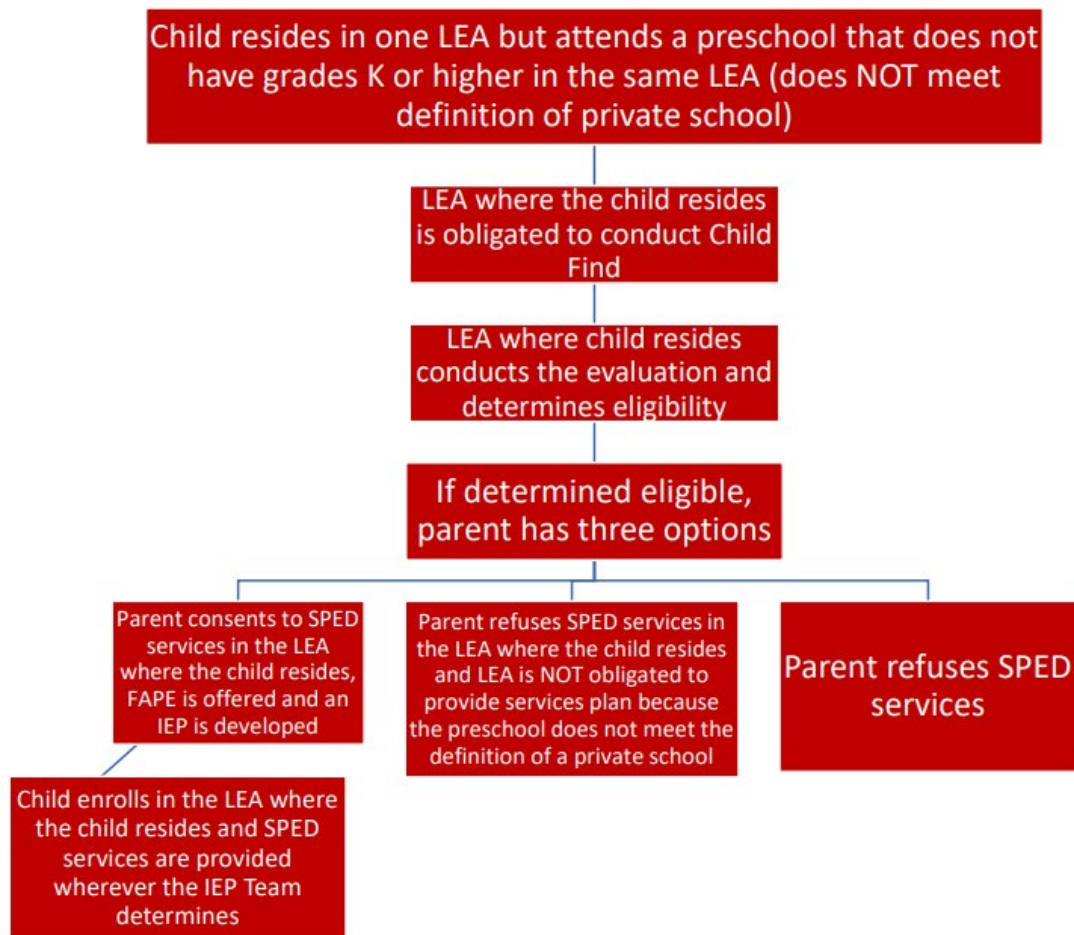 Child resides in one LEA but attends a preschool that does not
have grades K or higher in the same LEA (does NOT meet
definition of private school)
LEA where the child resides
is obligated to conduct Child
Find
LEA where child resides
conducts the evaluation and
determines eligibility
If determined eligible,
parent has three options
Parent consents to SPED
services in the LEA
where the child resides,
FAPE is offered and an
IEP is developed
Parent refuses SPED services in
the LEA where the child resides
and LEA is NOT obligated to
provide services plan because
the preschool does not meet the
definition of a private school
Parent refuses SPED
services
Child enrolls in the LEA where
the child resides and SPED
services are provided
wherever the IEP Team
determines